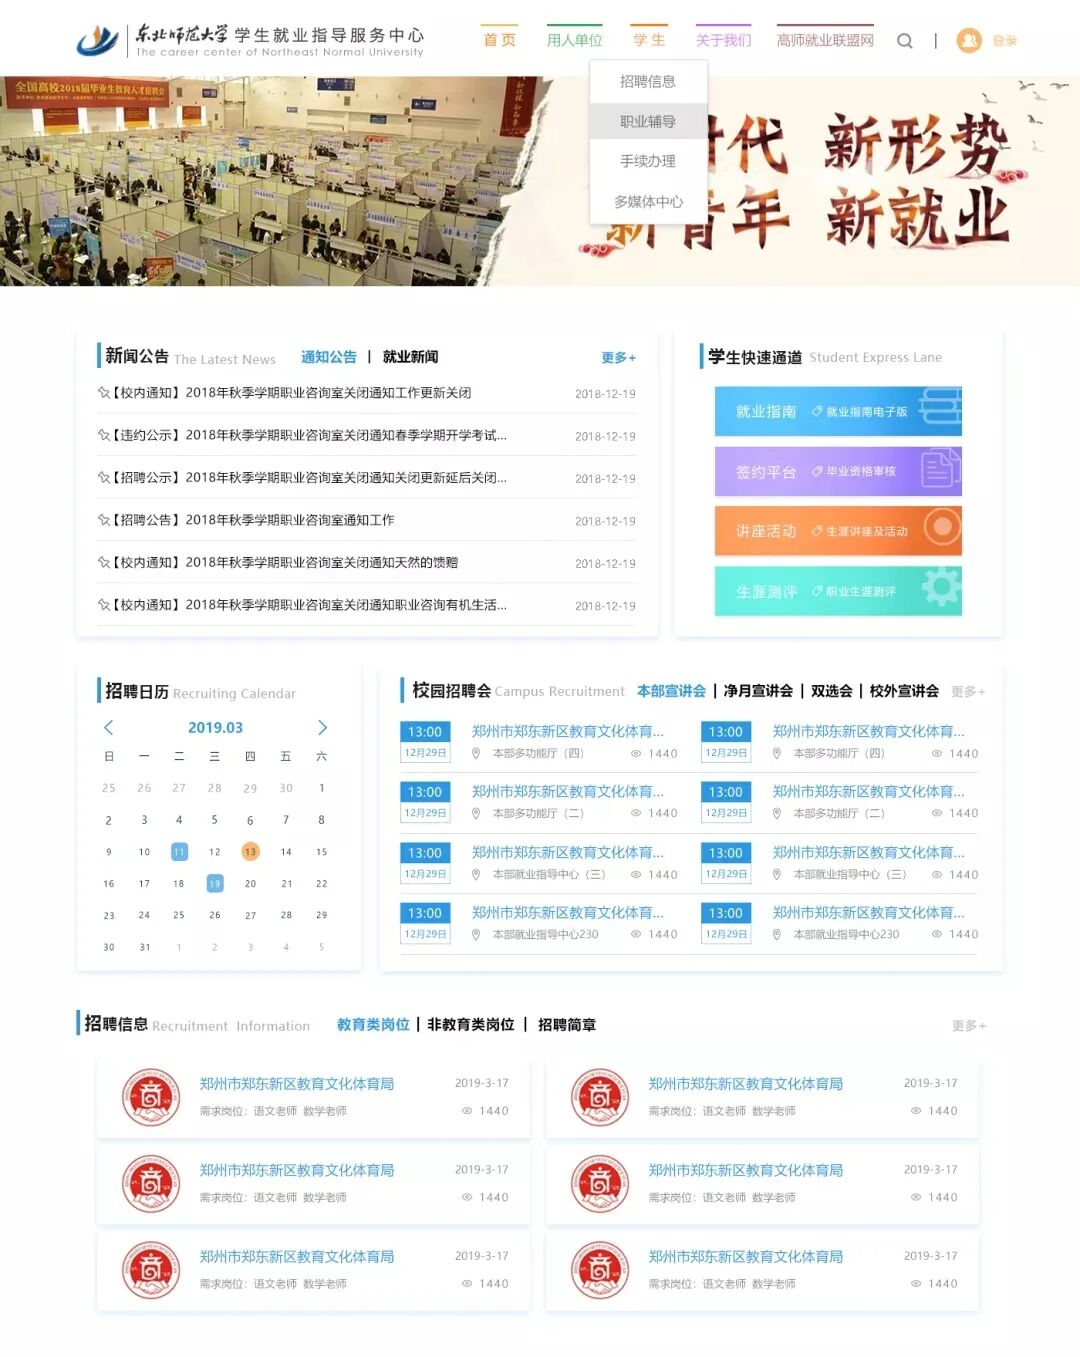 东北师范大学 学生就业指导服务中心
The career center of Northeast Normal University
首 页
用人单位
学 生
关于我们
高师就业联盟网
登录
招聘信息
职业辅导
手续办理
多媒体中心
全国高校2018届毕业生教育人才招聘会
时代 新形势
新青年 新就业
新闻公告 The Latest News 通知公告 | 就业新闻 更多+
【校内通知】2018年秋季学期职业咨询室关闭通知工作更新关闭 2018-12-19
【违约公示】2018年秋季学期职业咨询室关闭通知春季学期开学考试... 2018-12-19
【招聘公示】2018年秋季学期职业咨询室关闭通知关闭更新延后关闭... 2018-12-19
【招聘公告】2018年秋季学期职业咨询室通知工作 2018-12-19
【校内通知】2018年秋季学期职业咨询室关闭通知天然的馈赠 2018-12-19
【校内通知】2018年秋季学期职业咨询室关闭通知职业咨询有机生活... 2018-12-19
学生快速通道 Student Express Lane
就业指南 就业指南电子版
签约平台 毕业资格审核
讲座活动 生涯讲座及活动
生涯测评 职业生涯测评
招聘日历 Recruiting Calendar
2019.03
日 一 二 三 四 五 六
25 26 27 28 29 30 1
2 3 4 5 6 7 8
9 10 11 12 13 14 15
16 17 18 19 20 21 22
23 24 25 26 27 28 29
30 31 1 2 3 4 5
校园招聘会 Campus Recruitment 本部宣讲会 | 净月宣讲会 | 双选会 | 校外宣讲会 更多+
13:00 郑州市郑东新区教育文化体育...
12月29日 本部多功能厅（四） 1440
13:00 郑州市郑东新区教育文化体育...
12月29日 本部多功能厅（四） 1440
13:00 郑州市郑东新区教育文化体育...
12月29日 本部多功能厅（二） 1440
13:00 郑州市郑东新区教育文化体育...
12月29日 本部多功能厅（二） 1440
13:00 郑州市郑东新区教育文化体育...
12月29日 本部就业指导中心（三） 1440
13:00 郑州市郑东新区教育文化体育...
12月29日 本部就业指导中心（三） 1440
13:00 郑州市郑东新区教育文化体育...
12月29日 本部就业指导中心230 1440
13:00 郑州市郑东新区教育文化体育...
12月29日 本部就业指导中心230 1440
招聘信息 Recruitment Information 教育类岗位 | 非教育类岗位 | 招聘简章 更多+
郑州市郑东新区教育文化体育局 2019-3-17
需求岗位：语文老师 数学老师 1440
郑州市郑东新区教育文化体育局 2019-3-17
需求岗位：语文老师 数学老师 1440
郑州市郑东新区教育文化体育局 2019-3-17
需求岗位：语文老师 数学老师 1440
郑州市郑东新区教育文化体育局 2019-3-17
需求岗位：语文老师 数学老师 1440
郑州市郑东新区教育文化体育局 2019-3-17
需求岗位：语文老师 数学老师 1440
郑州市郑东新区教育文化体育局 2019-3-17
需求岗位：语文老师 数学老师 1440